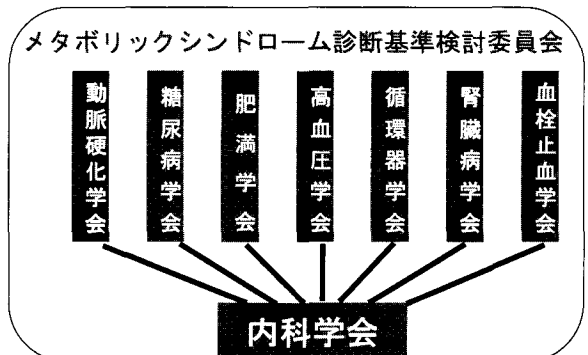 メタボリックシンドローム診断基準検討委員会
動脈硬化学会
糖尿病学会
肥満学会
高血圧学会
循環器学会
腎臓病学会
血栓止血学会
内科学会